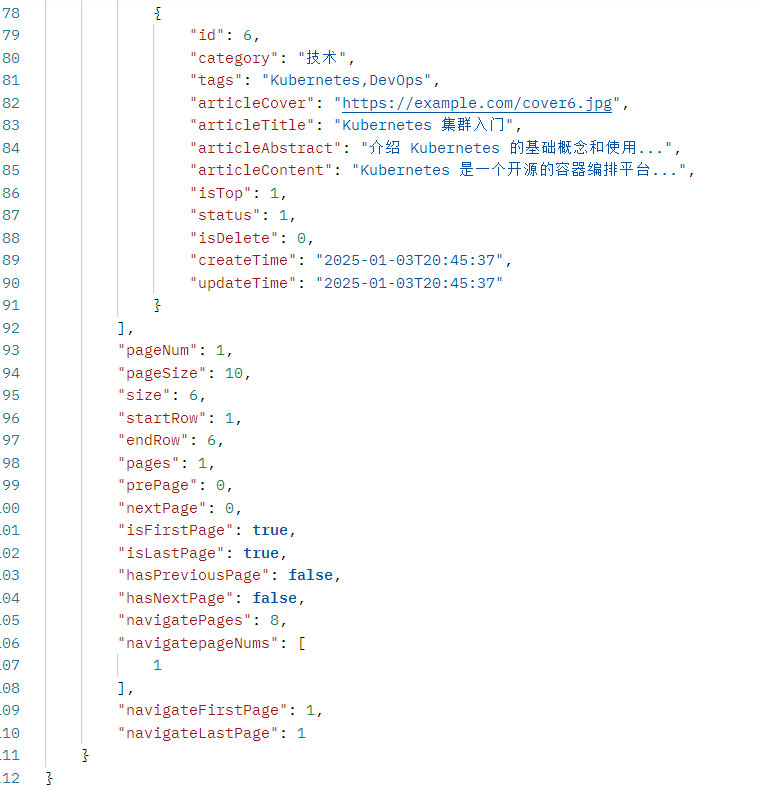 78 {
79 "id": 6,
80 "category": "技术",
81 "tags": "Kubernetes,DevOps",
82 "articleCover": "https://example.com/cover6.jpg",
83 "articleTitle": "Kubernetes 集群入门",
84 "articleAbstract": "介绍 Kubernetes 的基础概念和使用...",
85 "articleContent": "Kubernetes 是一个开源的容器编排平台...",
86 "isTop": 1,
87 "status": 1,
88 "isDelete": 0,
89 "createTime": "2025-01-03T20:45:37",
90 "updateTime": "2025-01-03T20:45:37"
91 }
92 ],
93 "pageNum": 1,
94 "pageSize": 10,
95 "size": 6,
96 "startRow": 1,
97 "endRow": 6,
98 "pages": 1,
99 "prePage": 0,
00 "nextPage": 0,
01 "isFirstPage": true,
02 "isLastPage": true,
03 "hasPreviousPage": false,
04 "hasNextPage": false,
05 "navigatePages": 8,
06 "navigatepageNums": [
07 1
08 ],
09 "navigateFirstPage": 1,
10 "navigateLastPage": 1
11 }
12 }